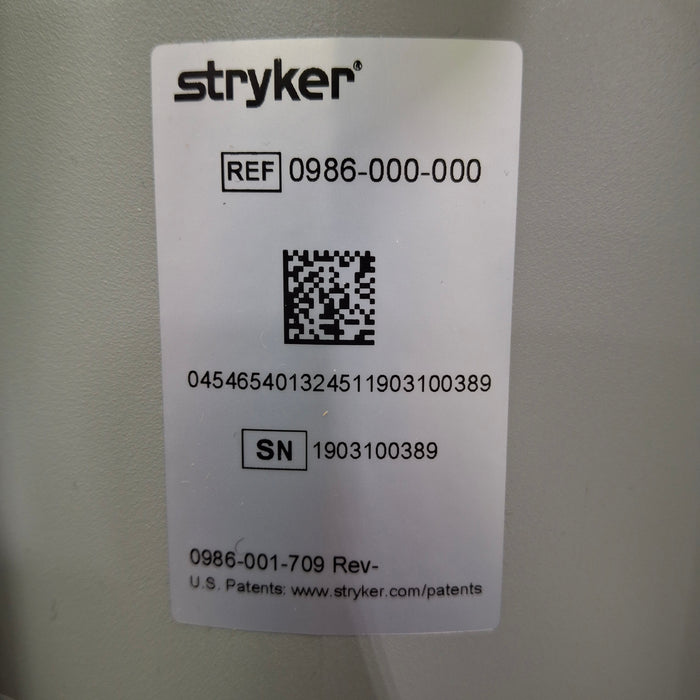 stryker®
REF 0986-000-000
045465401324511903100389
SN 1903100389
0986-001-709 Rev-
U.S. Patents: www.stryker.com/patents